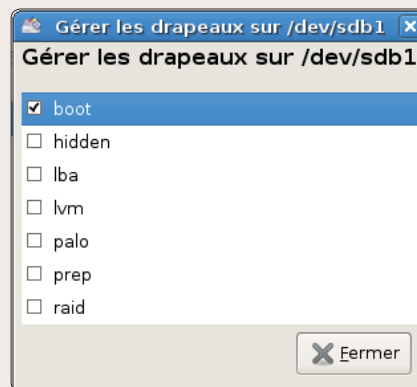 Gérer les drapeaux sur /dev/sdb1
Gérer les drapeaux sur /dev/sdb1
boot
hidden
lba
lvm
palo
prep
raid
Fermer